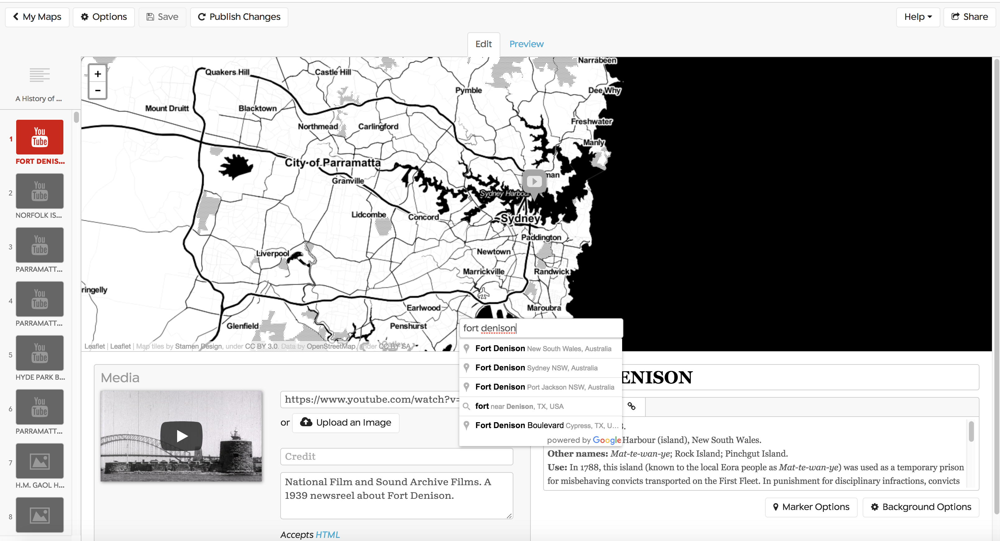 My Maps
Options
Save
Publish Changes
Help
Share
Edit
Preview
A History of ...
1
You
Tube
FORT DENIS...
2
You
Tube
NORFOLK IS...
3
You
Tube
PARRAMATT...
4
You
Tube
PARRAMATT...
5
You
Tube
HYDE PARK B...
6
You
Tube
PARRAMATT...
7
H.M. GAOL H...
8
+
−
Narrabeen
Quakers Hill
Castle Hill
Pymble
Dee Why
Mount Druitt
Blacktown
Northmead
Carlingford
Freshwater
Manly
City of Parramatta
Granville
man
Sydney Harbour
Lidcombe
Concord
Sydney
Paddington
Liverpool
Newtown
Marrickville
Randwick
ringelly
Earlwood
Maroubra
Glenfield
Penshurst
Oatley
Leaflet | Leaflet | Map tiles by Stamen Design, under CC BY 3.0. Data by OpenStreetMap, under CC BY SA
fort denison
Fort Denison New South Wales, Australia
Fort Denison Sydney NSW, Australia
Fort Denison Port Jackson NSW, Australia
fort near Denison, TX, USA
Fort Denison Boulevard Cypress, TX, U...
powered by Google
Media
https://www.youtube.com/watch?v=
or
Upload an Image
Credit
National Film and Sound Archive Films. A
1939 newsreel about Fort Denison.
Accepts HTML
ENISON
Harbour (island), New South Wales.
Other names: Mat-te-wan-ye; Rock Island; Pinchgut Island.
Use: In 1788, this island (known to the local Eora people as Mat-te-wan-ye) was used as a temporary prison
for misbehaving convicts transported on the First Fleet. In punishment for disciplinary infractions, convicts
Marker Options
Background Options